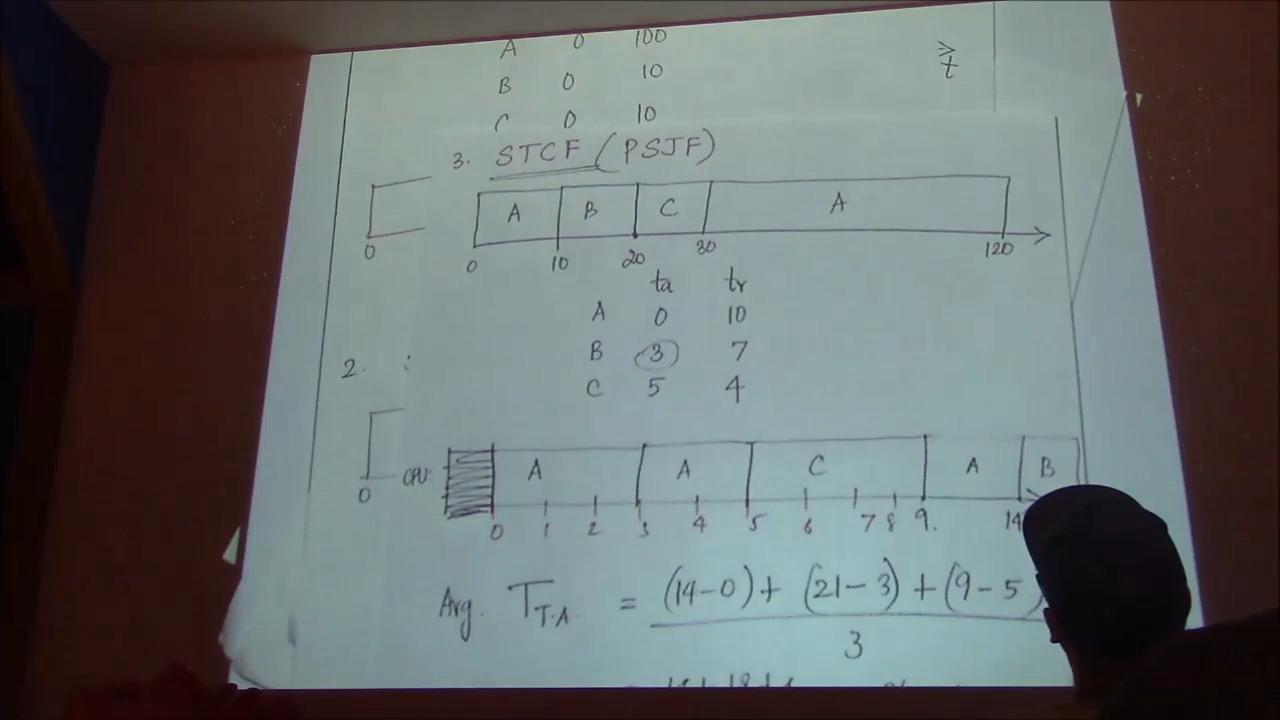 A 0 100
B 0 10
C 0 10
>
t
3. STCF (PSJF)
A B C A
0
0 10 20 30 120
ta tr
A 0 10
B 3 7
C 5 4
2. :
0
CPU:
A A C A B
0 1 2 3 4 5 6 7 8 9. 14
Avg. T T.A. = (14-0) + (21-3) + (9-5
3